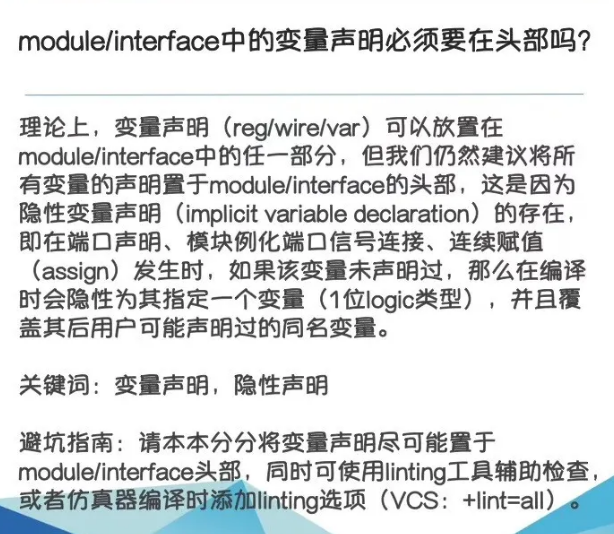 module/interface中的变量声明必须要在头部吗?
理论上，变量声明（reg/wire/var）可以放置在
module/interface中的任一部分，但我们仍然建议将所
有变量的声明置于module/interface的头部，这是因为
隐性变量声明（implicit variable declaration）的存在，
即在端口声明、模块例化端口信号连接、连续赋值
（assign）发生时，如果该变量未声明过，那么在编译
时会隐性为其指定一个变量（1位logic类型），并且覆
盖其后用户可能声明过的同名变量。
关键词：变量声明，隐性声明
避坑指南：请本本分分将变量声明尽可能置于
module/interface头部，同时可使用linting工具辅助检查，
或者仿真器编译时添加linting选项（VCS：+lint=all）。